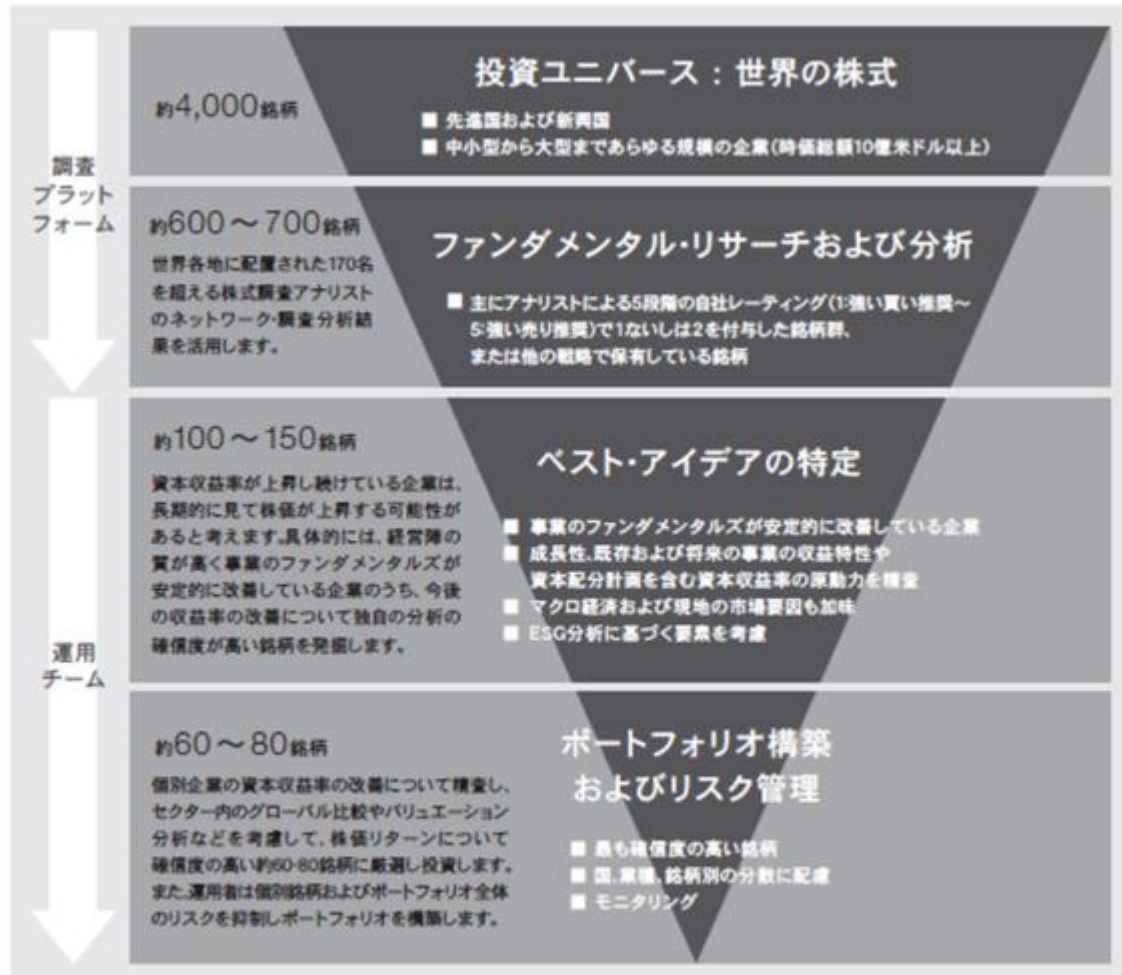 調査
プラット
フォーム
約4,000銘柄
投資ユニバース：世界の株式
■ 先進国および新興国
■ 中小型から大型まであらゆる規模の企業（時価総額10億米ドル以上）
約600～700銘柄
世界各地に配置された170名
を超える株式調査アナリスト
のネットワーク・調査分析結
果を活用します。
ファンダメンタル・リサーチおよび分析
■ 主にアナリストによる5段階の自社レーティング（1:強い買い推奨～
5:強い売り推奨）で1ないしは2を付与した銘柄群、
または他の戦略で保有している銘柄
運用
チーム
約100～150銘柄
資本収益率が上昇し続けている企業は、
長期的に見て株価が上昇する可能性が
あると考えます。具体的には、経営陣の
質が高く事業のファンダメンタルズが
安定的に改善している企業のうち、今後
の収益率の改善について独自の分析の
確信度が高い銘柄を発掘します。
ベスト・アイデアの特定
■ 事業のファンダメンタルズが安定的に改善している企業
■ 成長性、既存および将来の事業の収益特性や
資本配分計画を含む資本収益率の原動力を精査
■ マクロ経済および現地の市場要因も加味
■ ESG分析に基づく要素を考慮
約60～80銘柄
個別企業の資本収益率の改善について精査し、
セクター内のグローバル比較やバリュエーション
分析などを考慮して、株価リターンについて
確信度の高い約60-80銘柄に厳選し投資します。
また、運用者は個別銘柄およびポートフォリオ全体
のリスクを抑制しポートフォリオを構築します。
ポートフォリオ構築
およびリスク管理
■ 最も確信度の高い銘柄
■ 国、業種、銘柄別の分散に配慮
■ モニタリング